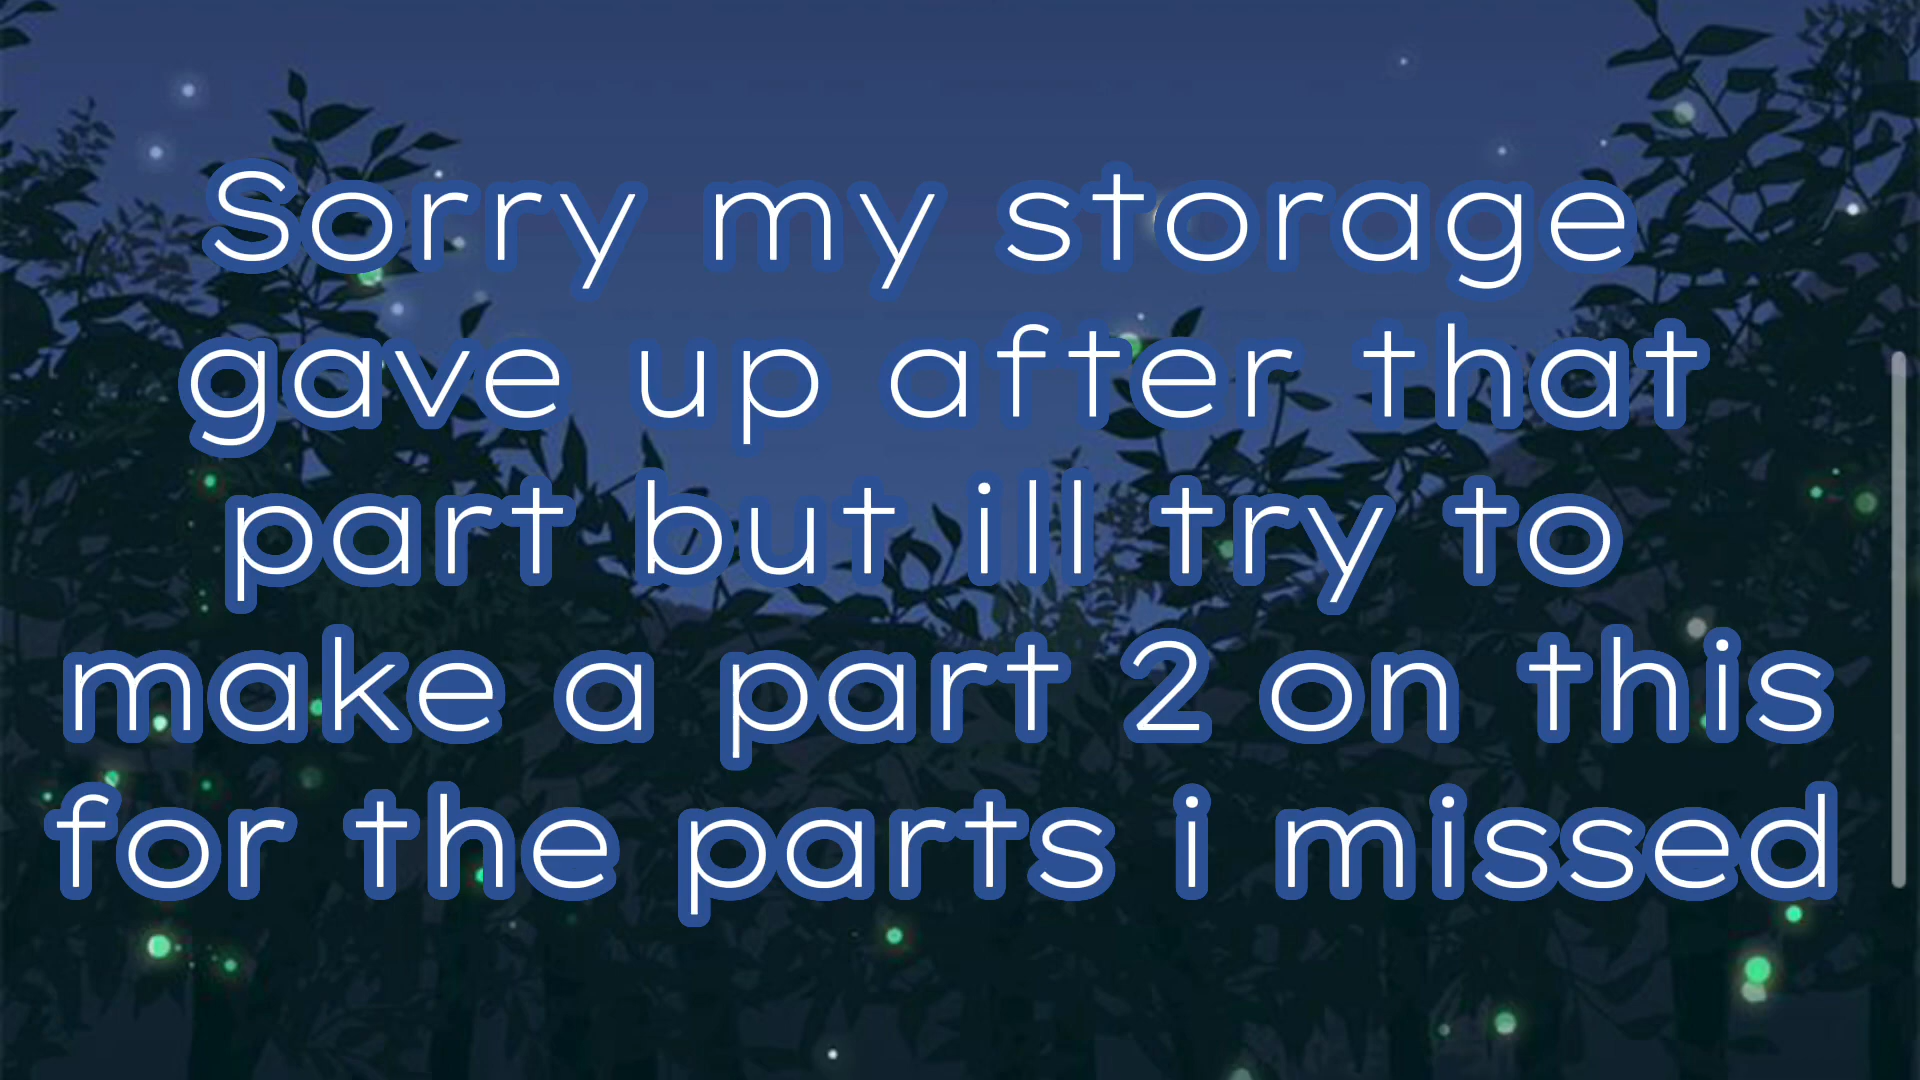 Sorry my storage
gave up after that
part but ill try to
make a part 2 on this
for the parts i missed